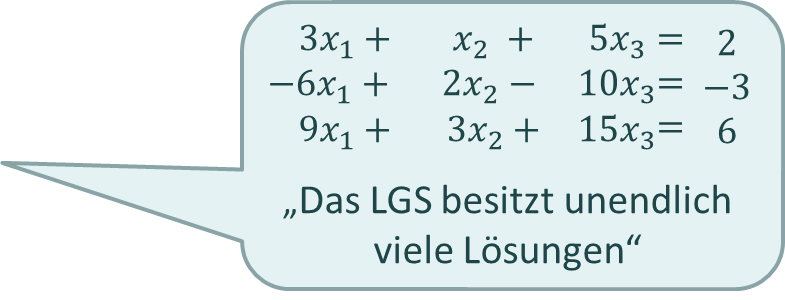 3x₁ + x₂ + 5x₃ = 2
−6x₁ + 2x₂ − 10x₃= −3
9x₁ + 3x₂ + 15x₃= 6
„Das LGS besitzt unendlich
viele Lösungen“